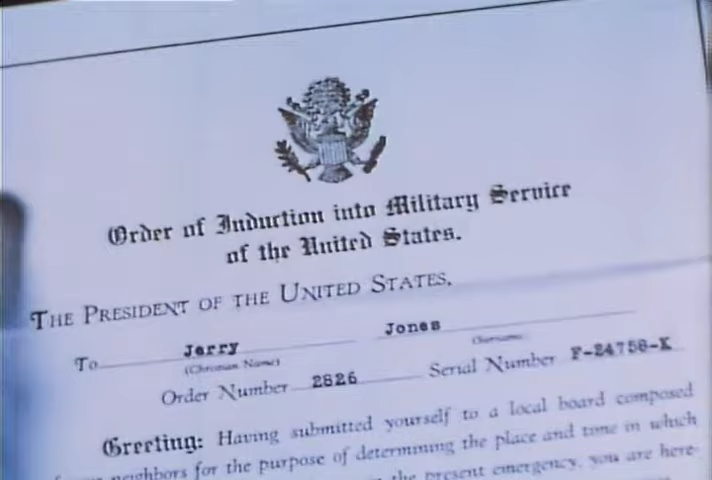 Order of Induction into Military Service
of the United States.
THE PRESIDENT OF THE UNITED STATES,
To Jerry Jones
(Christian Name) (Surname)
Order Number 2826 Serial Number F-24758-K
Greeting: Having submitted yourself to a local board composed
neighbors for the purpose of determining the place and time in which
the present emergency, you are here-